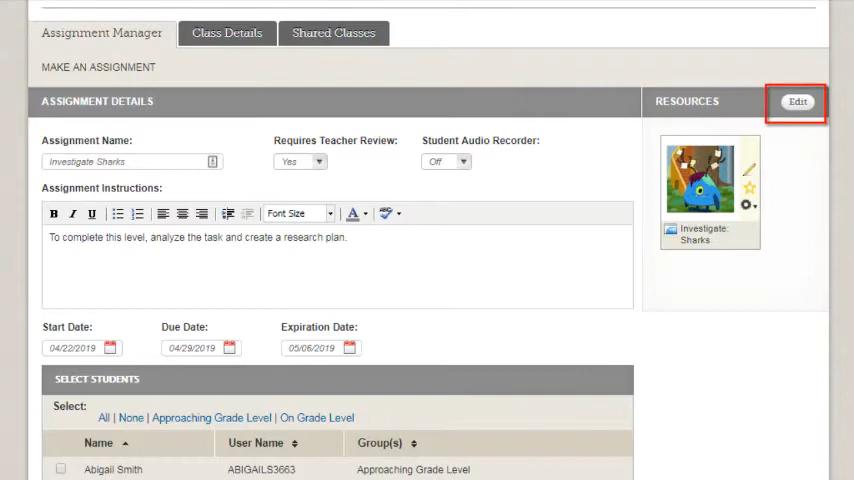 Assignment Manager
Class Details
Shared Classes
MAKE AN ASSIGNMENT
ASSIGNMENT DETAILS
RESOURCES
Edit
Assignment Name:
Requires Teacher Review:
Student Audio Recorder:
Investigate Sharks
Yes
Off
Assignment Instructions:
B I U
Font Size
A
ABC
To complete this level, analyze the task and create a research plan.
Investigate:
Sharks
Start Date:
Due Date:
Expiration Date:
04/22/2019
04/29/2019
05/06/2019
SELECT STUDENTS
Select:
All | None | Approaching Grade Level | On Grade Level
Name
User Name
Group(s)
Abigail Smith
ABIGAILS3663
Approaching Grade Level